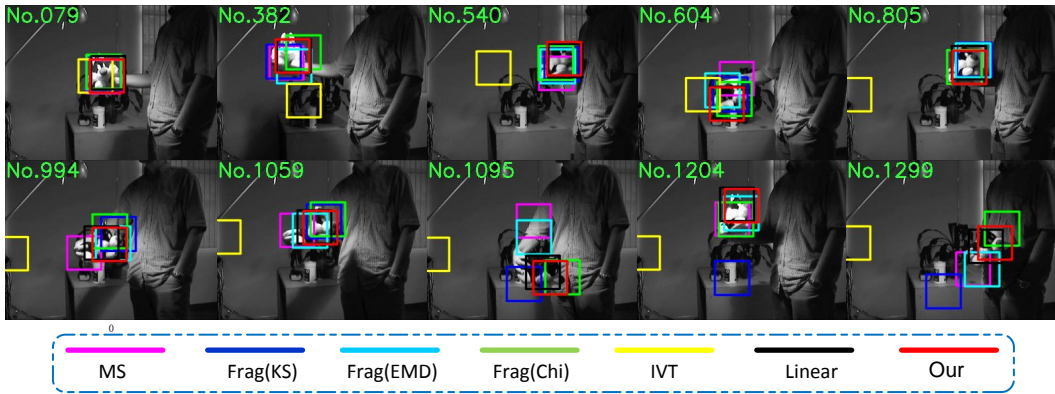 No.079 No.382 No.540 No.604 No.805
No.994 No.1059 No.1095 No.1204 No.1299
0
MS Frag(KS) Frag(EMD) Frag(Chi) IVT Linear Our